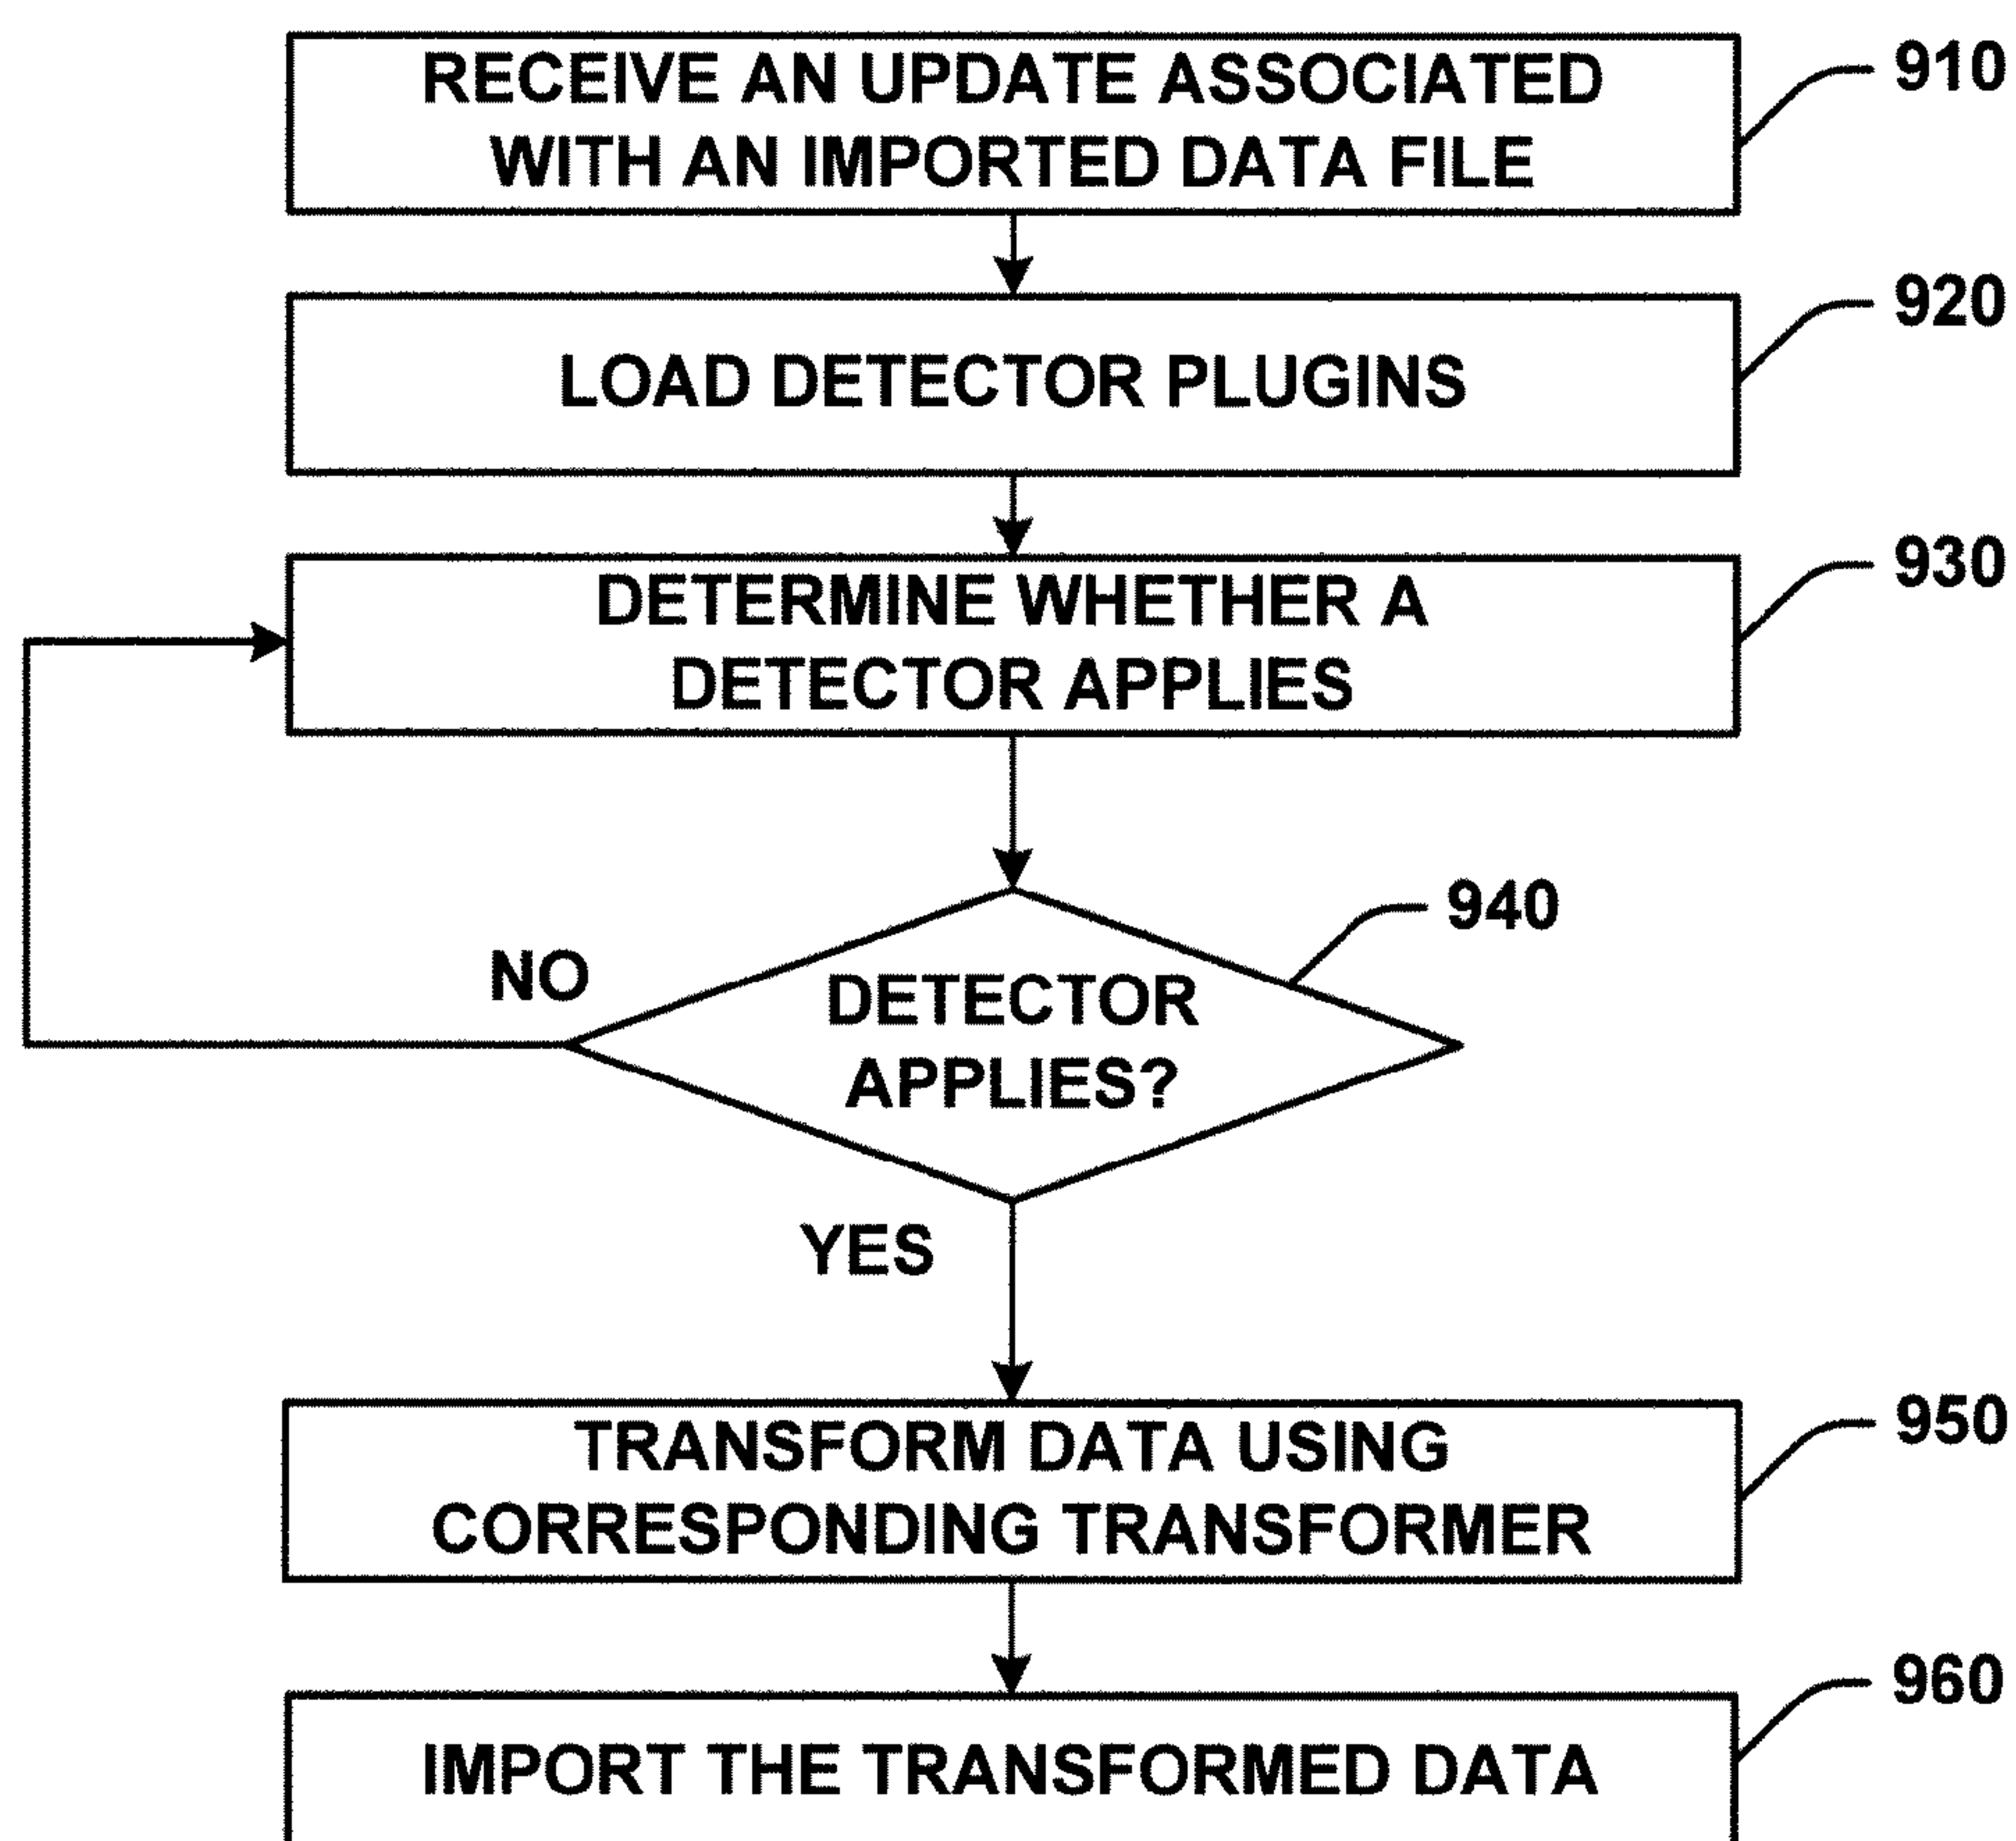 RECEIVE AN UPDATE ASSOCIATED
WITH AN IMPORTED DATA FILE
910
LOAD DETECTOR PLUGINS
920
DETERMINE WHETHER A
DETECTOR APPLIES
930
940
NO
DETECTOR
APPLIES?
YES
TRANSFORM DATA USING
CORRESPONDING TRANSFORMER
950
IMPORT THE TRANSFORMED DATA
960